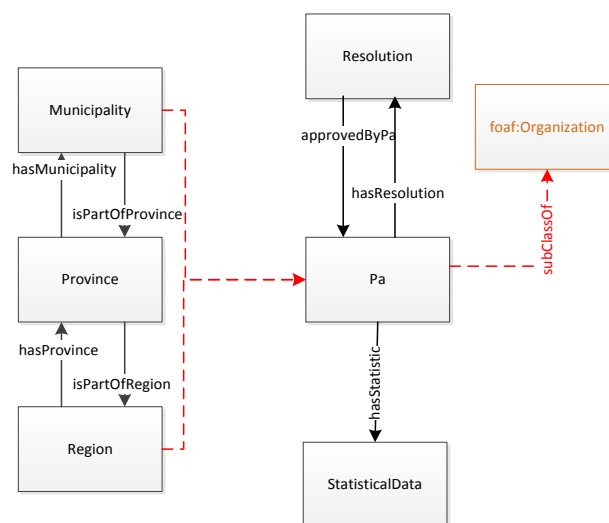 Resolution
Municipality
foaf:Organization
approvedByPa
hasMunicipality
hasResolution
isPartOfProvince
subClassOf
Province
Pa
hasProvince
hasStatistic
isPartOfRegion
Region
StatisticalData